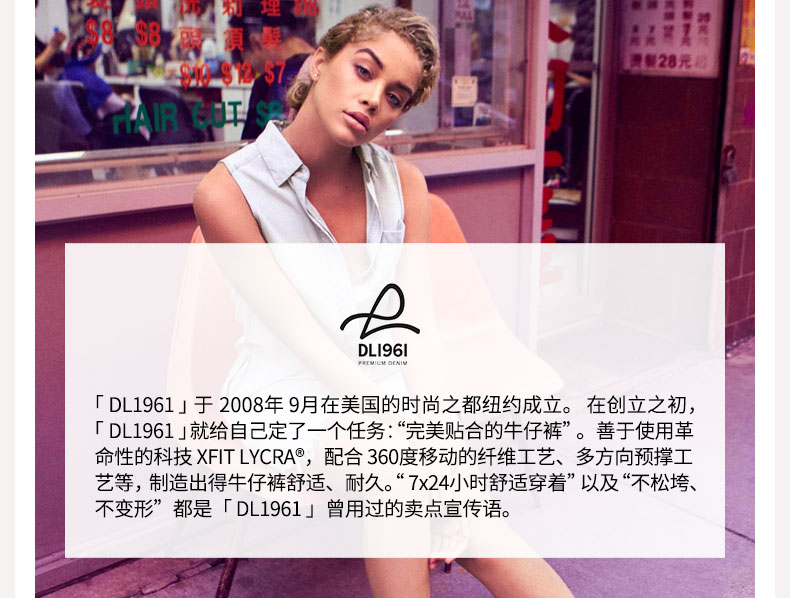 $8 $8
$10 $12 $7
HAIR CUT $8
燙髮28元起
DL1961
PREMIUM DENIM
「 DL1961 」于 2008年 9月在美国的时尚之都纽约成立。 在创立之初，
「 DL1961 」就给自己定了一个任务：“完美贴合的牛仔裤” 。善于使用革
命性的科技 XFIT LYCRA®， 配合 360度移动的纤维工艺、多方向预撑工
艺等，制造出得牛仔裤舒适、耐久。“ 7x24小时舒适穿着” 以及 “不松垮、
不变形” 都是「 DL1961 」曾用过的卖点宣传语。